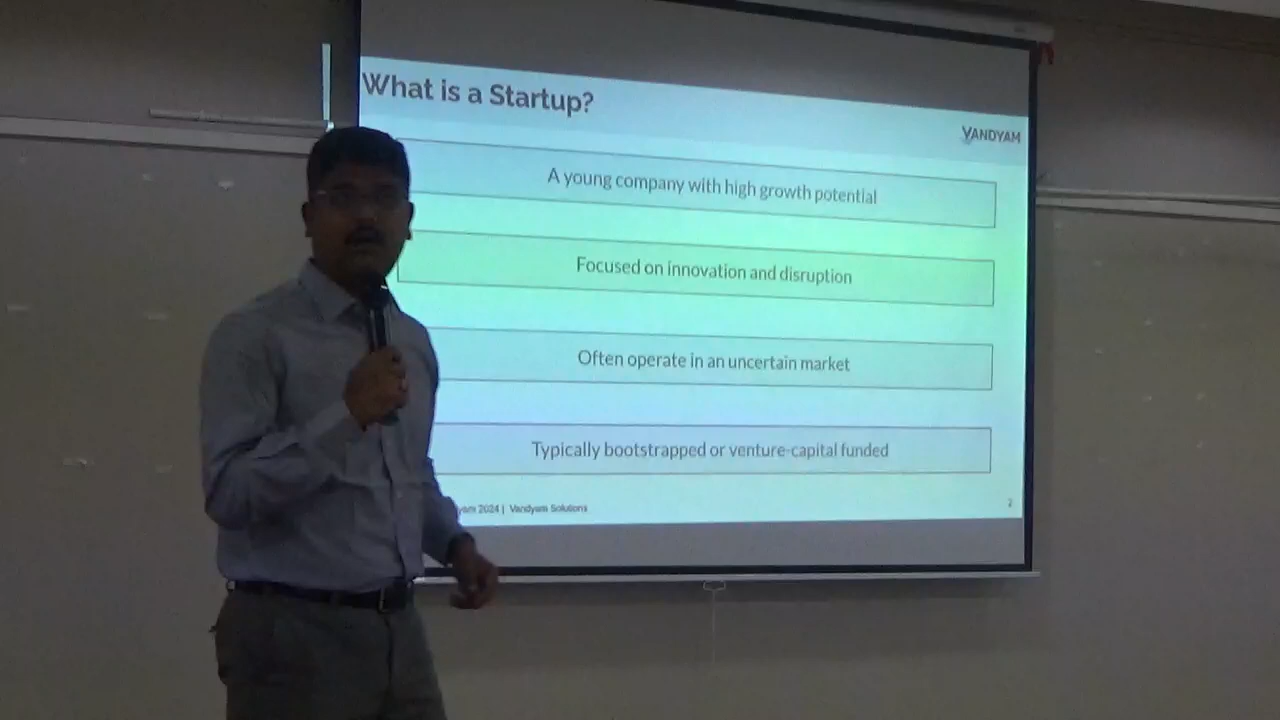 What is a Startup?
VANDYAM
A young company with high growth potential
Focused on innovation and disruption
Often operate in an uncertain market
Typically bootstrapped or venture-capital funded
2024 | Vandyam Solutions
2